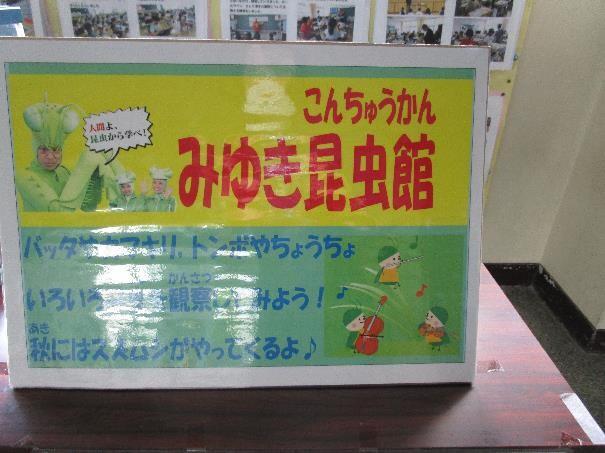 こんちゅうかん
みゆき昆虫館
人間よ、
昆虫から学べ!
バッタやカマキリ、トンボやちょうちょ
かんさつ
いろいろ 観察 みよう!♪
あき
秋にはスズムシがやってくるよ♪